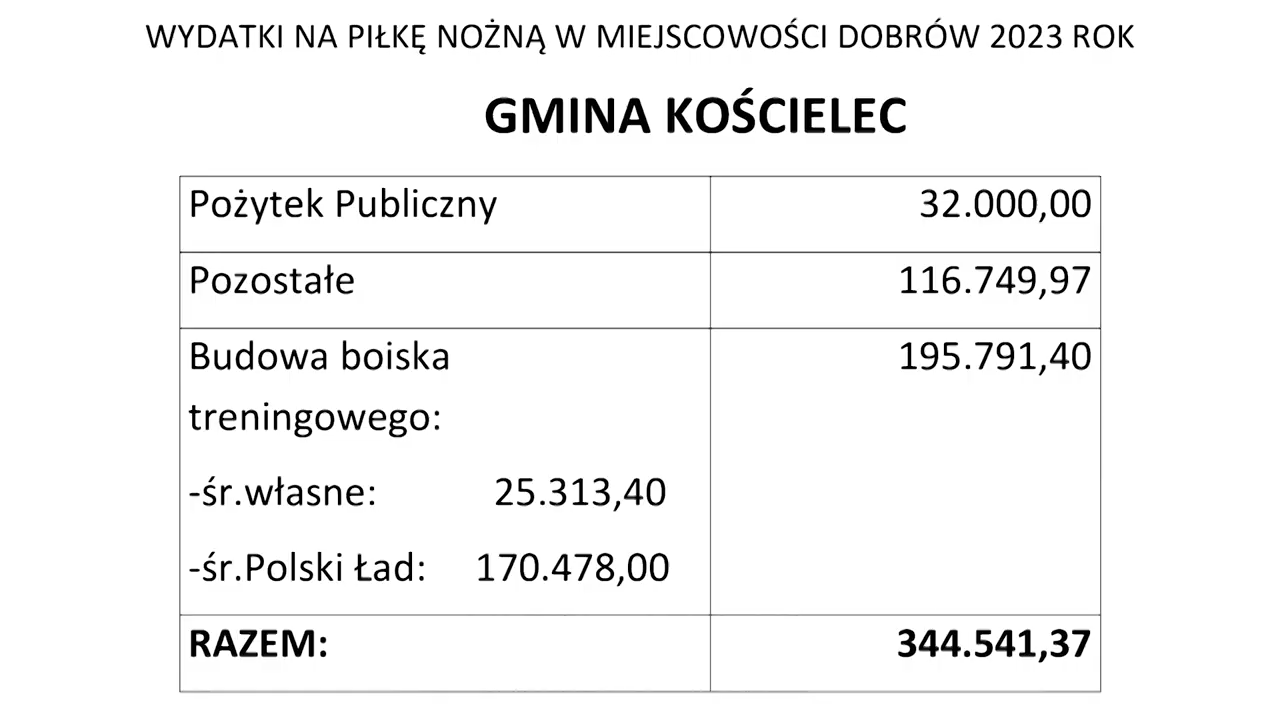 WYDATKI NA PIŁKĘ NOŻNĄ W MIEJSCOWOŚCI DOBRÓW 2023 ROK
GMINA KOŚCIELEC
Pożytek Publiczny 32.000,00
Pozostałe 116.749,97
Budowa boiska 195.791,40
treningowego:
-śr.własne: 25.313,40
-śr.Polski Ład: 170.478,00
RAZEM: 344.541,37